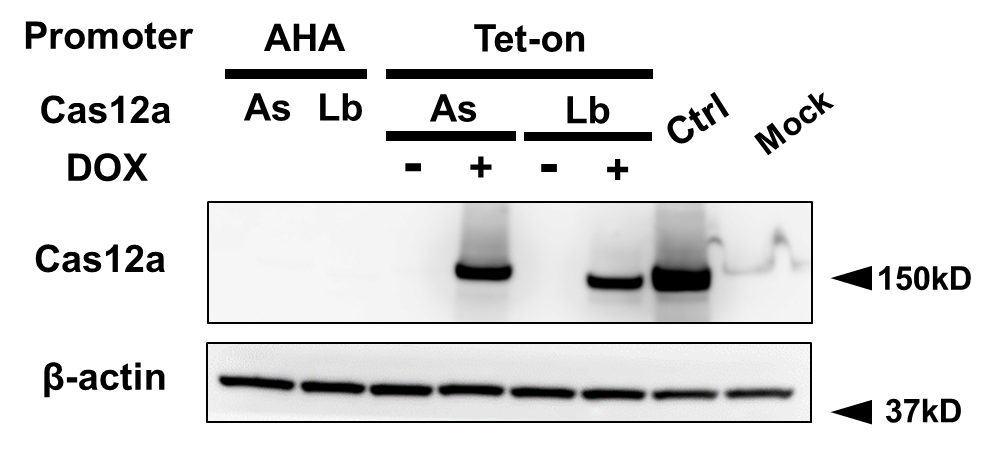 Promoter AHA Tet-on
Cas12a As Lb As Lb Ctrl Mock
DOX - + - +
Cas12a 150kD
β-actin 37kD